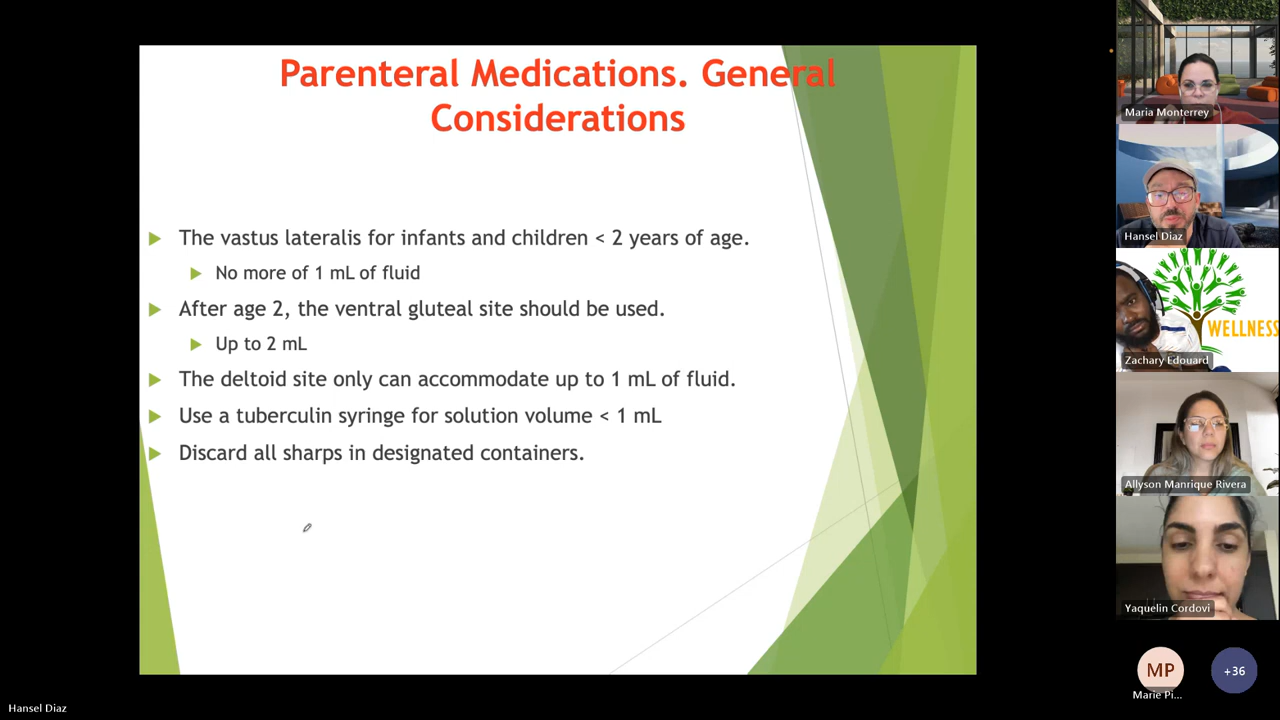 Parenteral Medications. General
Considerations
The vastus lateralis for infants and children < 2 years of age.
No more of 1 mL of fluid
After age 2, the ventral gluteal site should be used.
Up to 2 mL
The deltoid site only can accommodate up to 1 mL of fluid.
Use a tuberculin syringe for solution volume < 1 mL
Discard all sharps in designated containers.
Maria Monterrey
Hansel Diaz
WELLNESS
Zachary Edouard
Allyson Manrique Rivera
Yaquelin Cordovi
MP
+36
Marie Pi...
Hansel Diaz